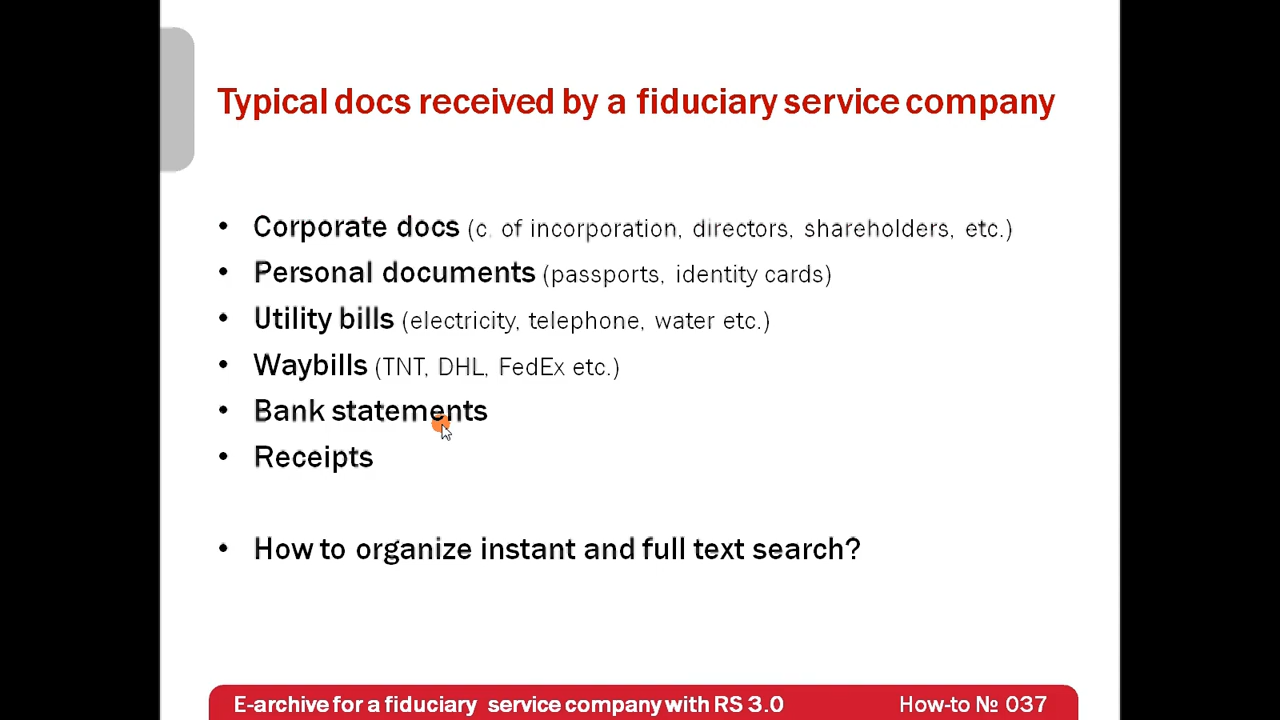 Typical docs received by a fiduciary service company
• Corporate docs (c. of incorporation, directors, shareholders, etc.)
• Personal documents (passports, identity cards)
• Utility bills (electricity, telephone, water etc.)
• Waybills (TNT, DHL, FedEx etc.)
• Bank statements
• Receipts
• How to organize instant and full text search?
E-archive for a fiduciary service company with RS 3.0 How-to № 037